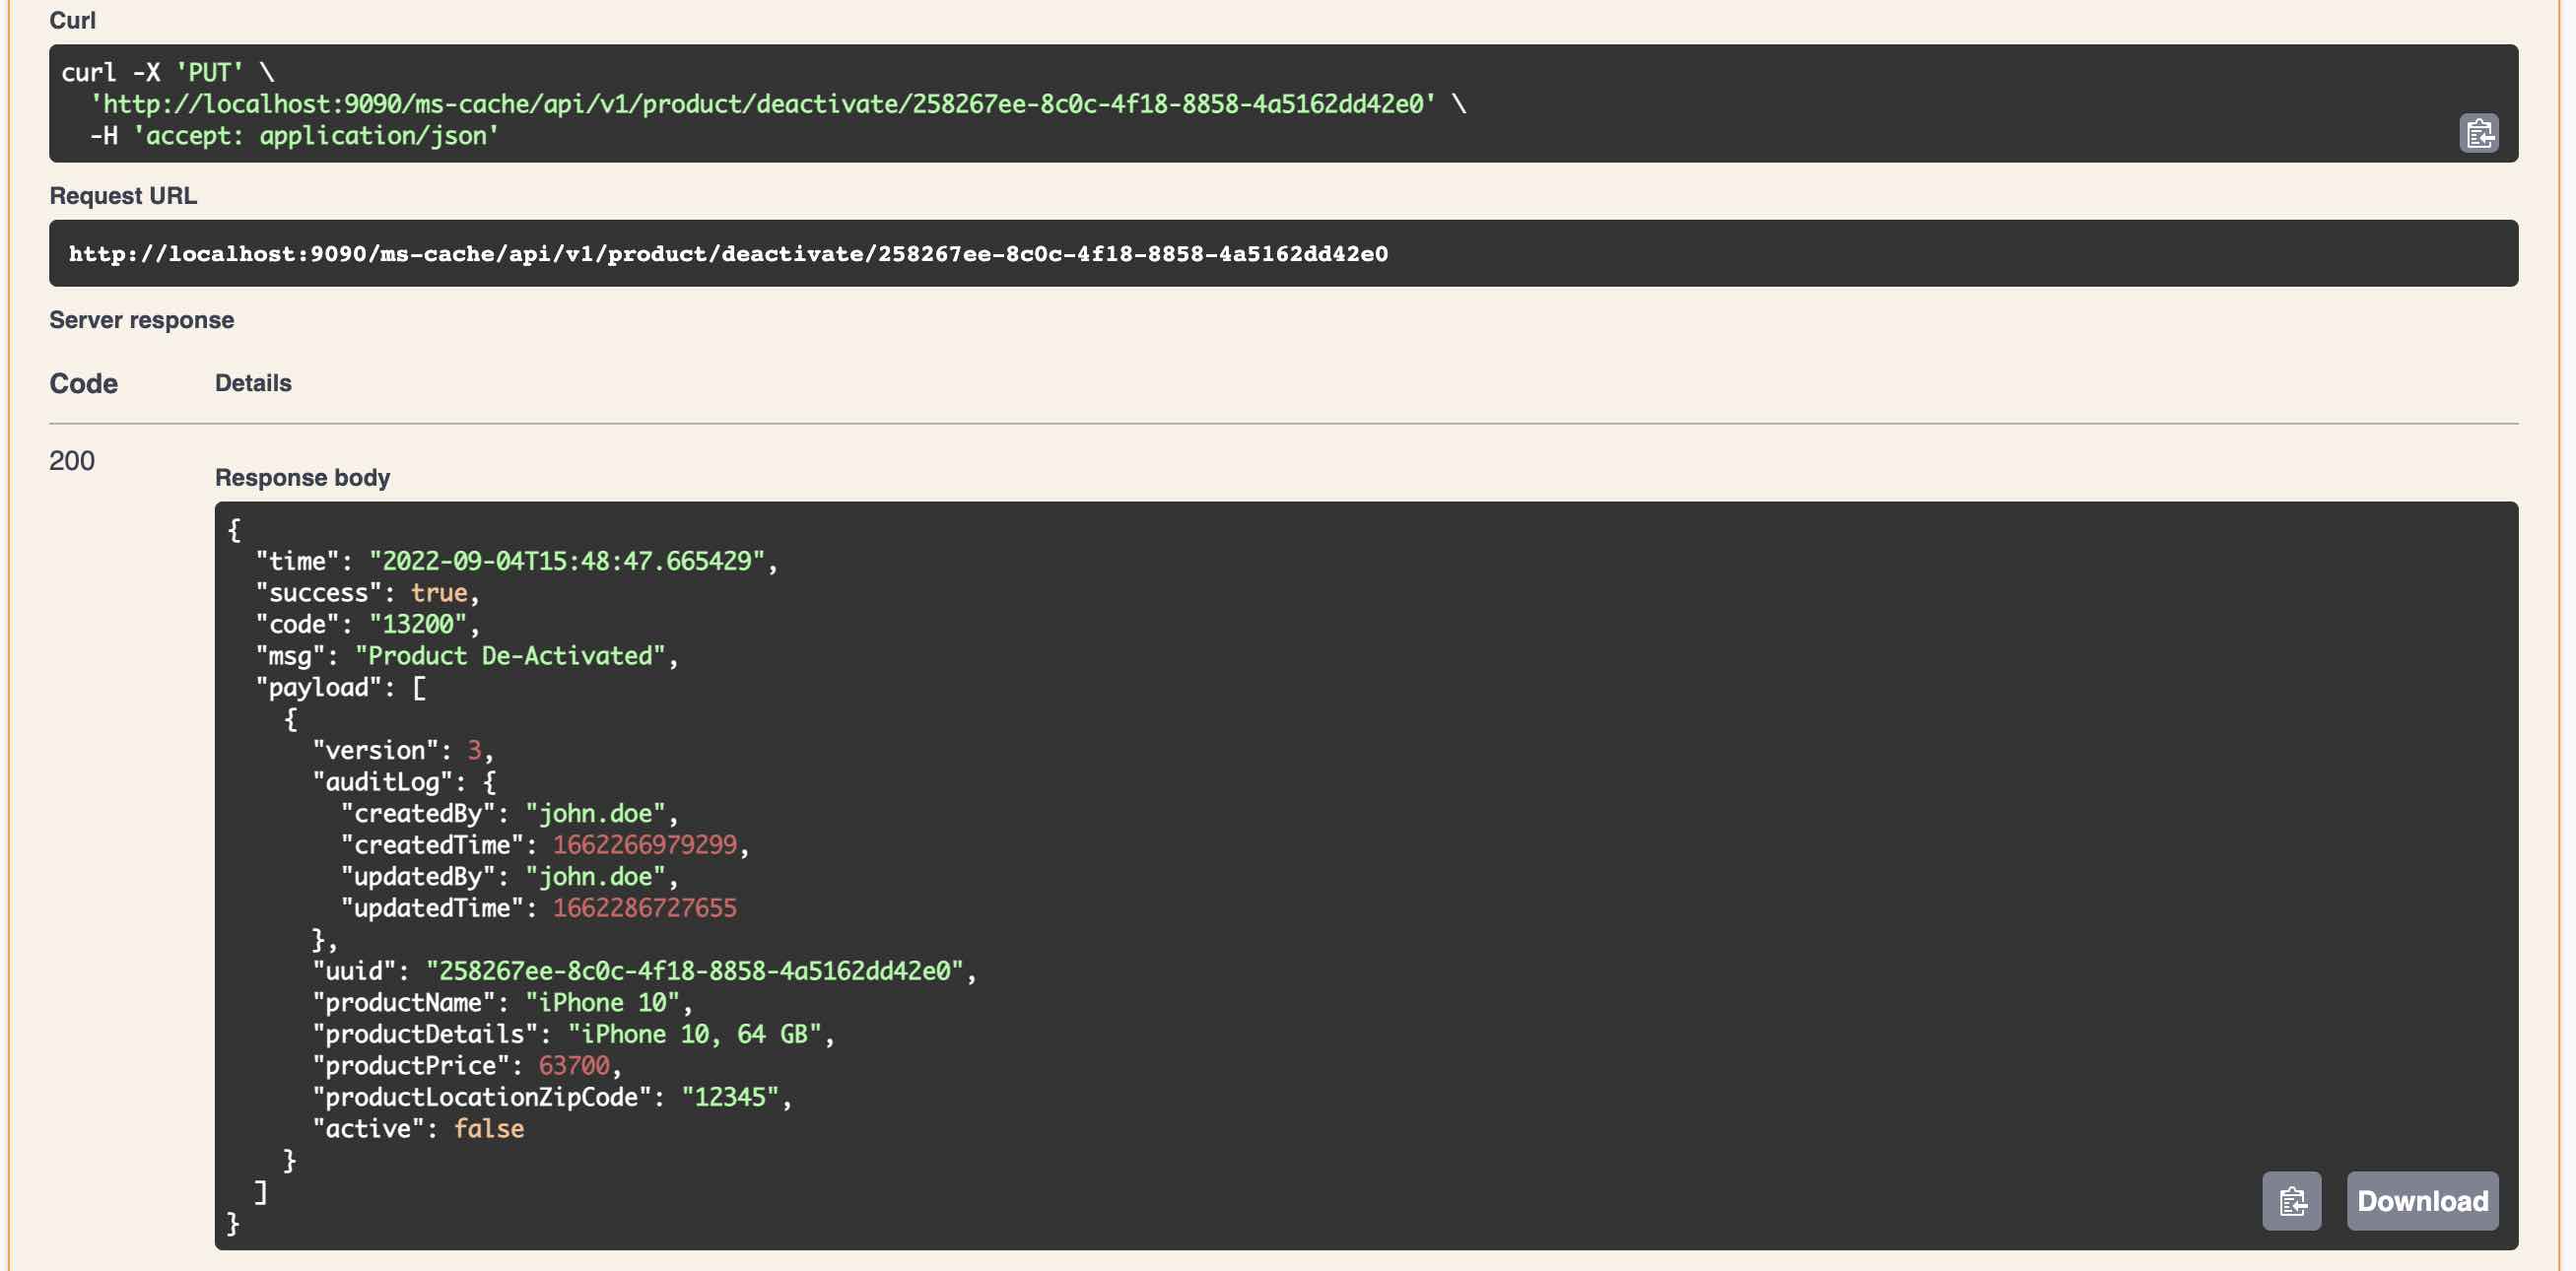 Curl
curl -X 'PUT' \
  'http://localhost:9090/ms-cache/api/v1/product/deactivate/258267ee-8c0c-4f18-8858-4a5162dd42e0' \
  -H 'accept: application/json'
Request URL
http://localhost:9090/ms-cache/api/v1/product/deactivate/258267ee-8c0c-4f18-8858-4a5162dd42e0
Server response
Code Details
200
Response body
{
  "time": "2022-09-04T15:48:47.665429",
  "success": true,
  "code": "13200",
  "msg": "Product De-Activated",
  "payload": [
    {
      "version": 3,
      "auditLog": {
        "createdBy": "john.doe",
        "createdTime": 1662266979299,
        "updatedBy": "john.doe",
        "updatedTime": 1662286727655
      },
      "uuid": "258267ee-8c0c-4f18-8858-4a5162dd42e0",
      "productName": "iPhone 10",
      "productDetails": "iPhone 10, 64 GB",
      "productPrice": 63700,
      "productLocationZipCode": "12345",
      "active": false
    }
  ]
}
Download